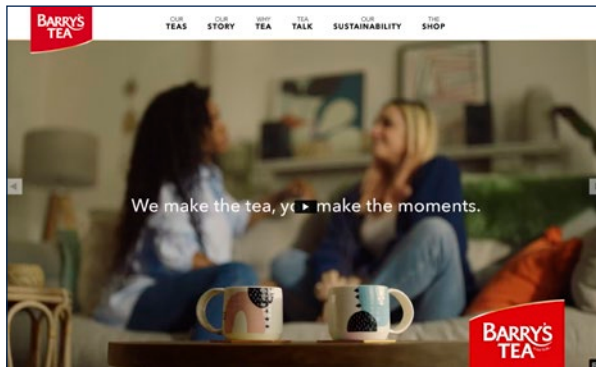 BARRY'S
TEA
OUR
TEAS
OUR
STORY
WHY
TEA
TEA
TALK
OUR
SUSTAINABILITY
THE
SHOP
We make the tea, y make the moments.
BARRY'S
TEA